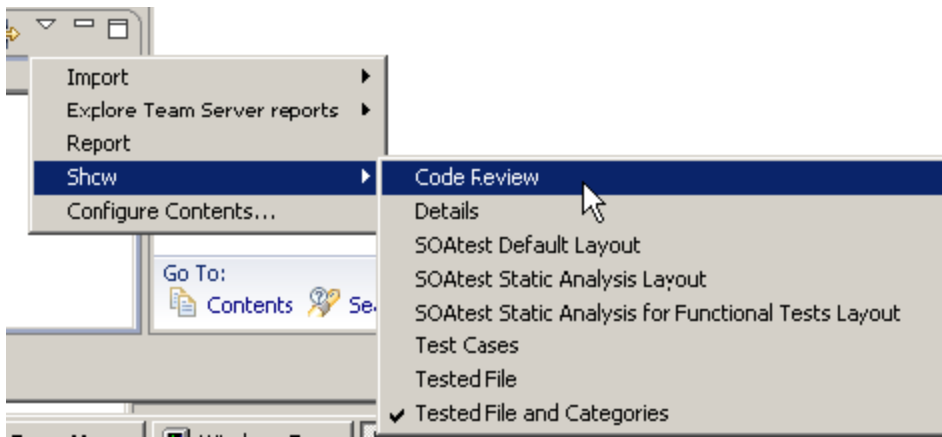 Import
Explore Team Server reports
Report
Show
Configure Contents...
Code Review
Details
SOAtest Default Layout
SOAtest Static Analysis Layout
SOAtest Static Analysis for Functional Tests Layout
Test Cases
Tested File
Tested File and Categories
Go To:
Contents